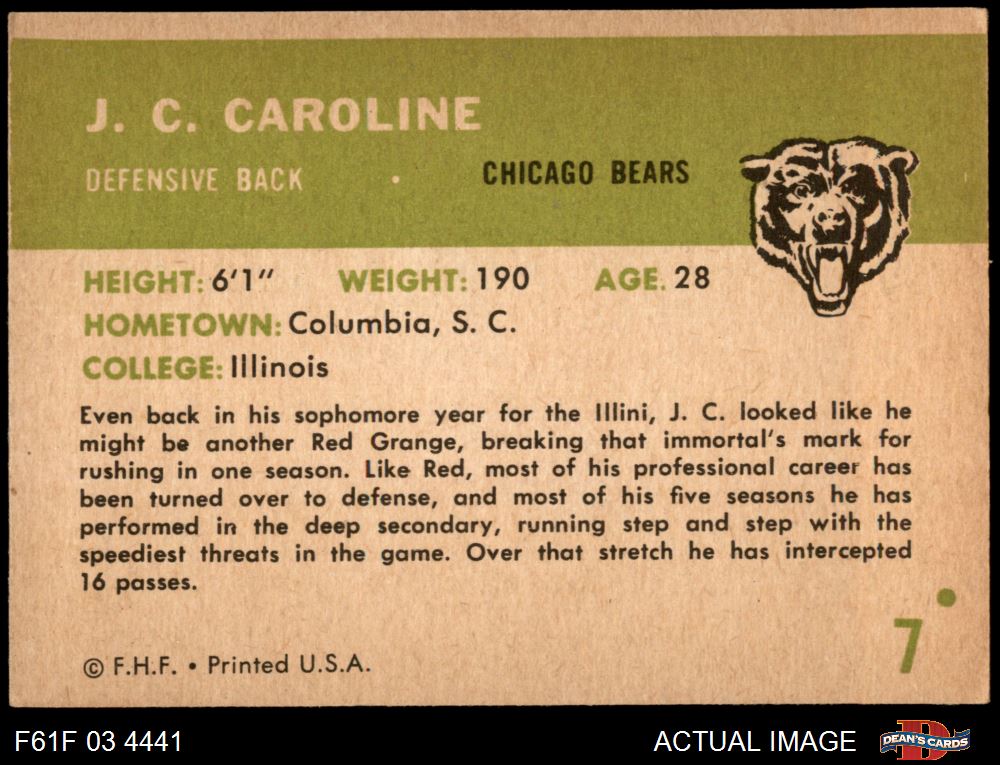 J. C. CAROLINE
DEFENSIVE BACK
CHICAGO BEARS
HEIGHT: 6'1" WEIGHT: 190 AGE. 28
HOMETOWN: Columbia, S. C.
COLLEGE: Illinois
Even back in his sophomore year for the Illini, J. C. looked like he
might be another Red Grange, breaking that immortal's mark for
rushing in one season. Like Red, most of his professional career has
been turned over to defense, and most of his five seasons he has
performed in the deep secondary, running step and step with the
speediest threats in the game. Over that stretch he has intercepted
16 passes.
7
© F.H.F. • Printed U.S.A.
F61F 03 4441
ACTUAL IMAGE
D
DEAN'S CARDS